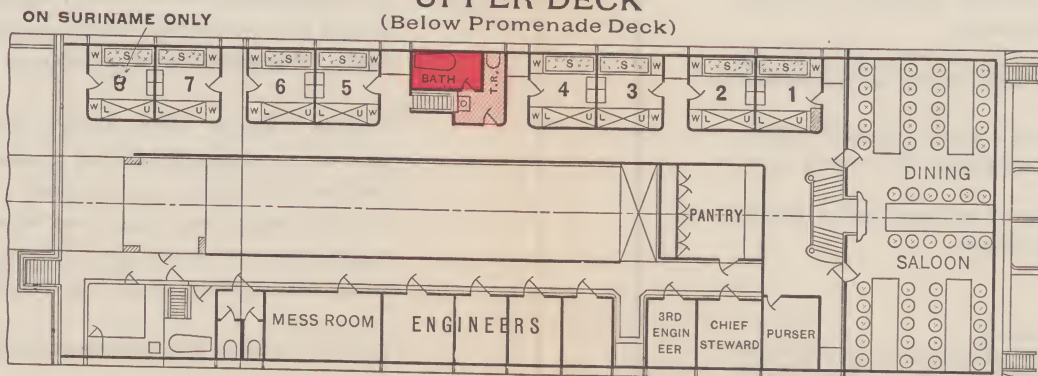 UPPER DECK
(Below Promenade Deck)
ON SURINAME ONLY
W S S W
8 7
W L U L U W
W S S W
6 5
W L U L U W
BATH
T.R.
W S S W
4 3
W L U L U W
W S S W
2 1
W L U L U
DINING
SALOON
PANTRY
MESS ROOM
ENGINEERS
3RD
ENGIN
EER
CHIEF
STEWARD
PURSER